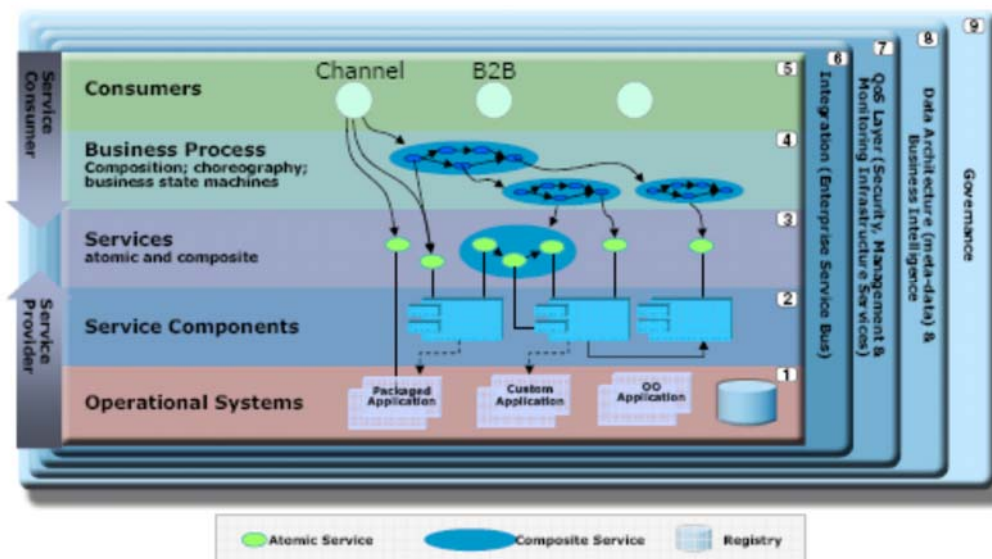 Channel B2B
Consumers
Business Process
Composition; choreography;
business state machines
Services
atomic and composite
Service Components
Operational Systems
Packaged
Application
Custom
Application
OO
Application
Service
Consumer
Service
Provider
1
2
3
4
5
6
7
8
9
Integration (Enterprise Service Bus)
QoS Layer (Security, Management &
Monitoring Infrastructure Services)
Data Architecture (meta-data) &
Business Intelligence
Governance
Atomic Service Composite Service Registry